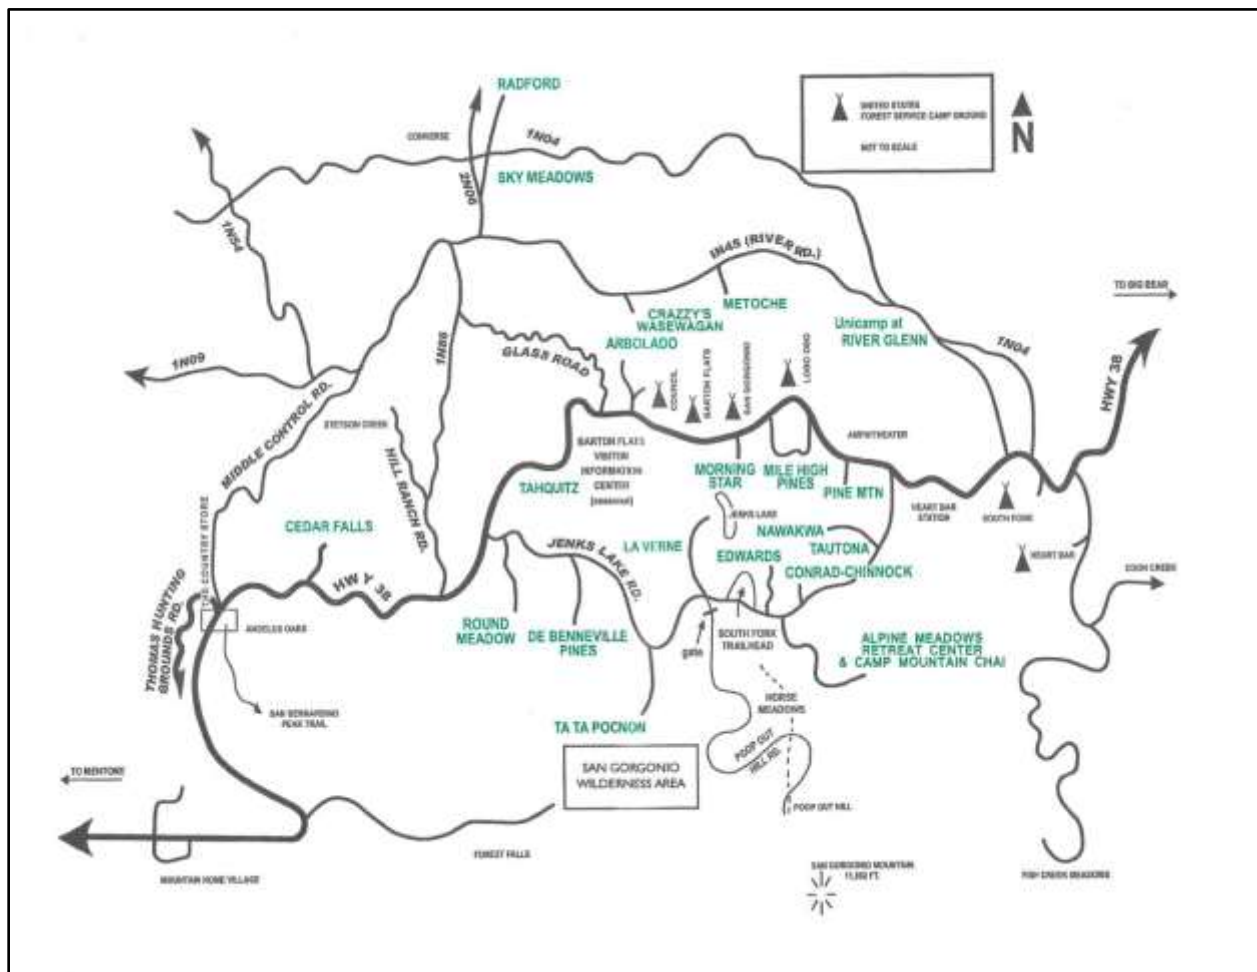 RADFORD
UNITED STATES
FOREST SERVICE CAMP GROUND
NOT TO SCALE
N
CONVERSE
1N04
SKY MEADOWS
2N06
1N54
IN45 (RIVER RD.)
TO BIG BEAR
METOCHE
CRAZZY'S
WASEWAGAN
ARBOLADO
Unicamp at
RIVER GLENN
1N04
HWY 38
1N09
MIDDLE CONTROL RD.
1N88
GLASS ROAD
COUNCIL
BARTON FLATS
SAN GORGONIO
LOBO OSO
STETSON CREEK
HILL RANCH RD.
BARTON FLATS
VISITOR
INFORMATION
CENTER
(seasonal)
TAHQUITZ
AMPHITHEATER
MORNING
STAR
MILE HIGH
PINES
PINE MTN
HEART BAR
STATION
SOUTH FORK
HEART BAR
JENKS LAKE
CEDAR FALLS
THE COUNTRY STORE
LA VERNE
NAWAKWA
TAUTONA
EDWARDS
CONRAD-CHINNOCK
COON CREEK
JENKS LAKE RD.
HWY 38
THOMAS HUNTING
GROUNDS RD.
ANGELUS OAKS
ROUND
MEADOW
DE BENNEVILLE
PINES
gate
SOUTH FORK
TRAILHEAD
ALPINE MEADOWS
RETREAT CENTER
& CAMP MOUNTAIN CHAI
SAN BERNARDINO
PEAK TRAIL
HORSE
MEADOWS
TA TA POCNON
POOP OUT
HILL RD.
SAN GORGONIO
WILDERNESS AREA
TO MENTONE
POOP OUT HILL
FOREST FALLS
MOUNTAIN HOME VILLAGE
SAN GORGONIO MOUNTAIN
FISH CREEK MEADOWS